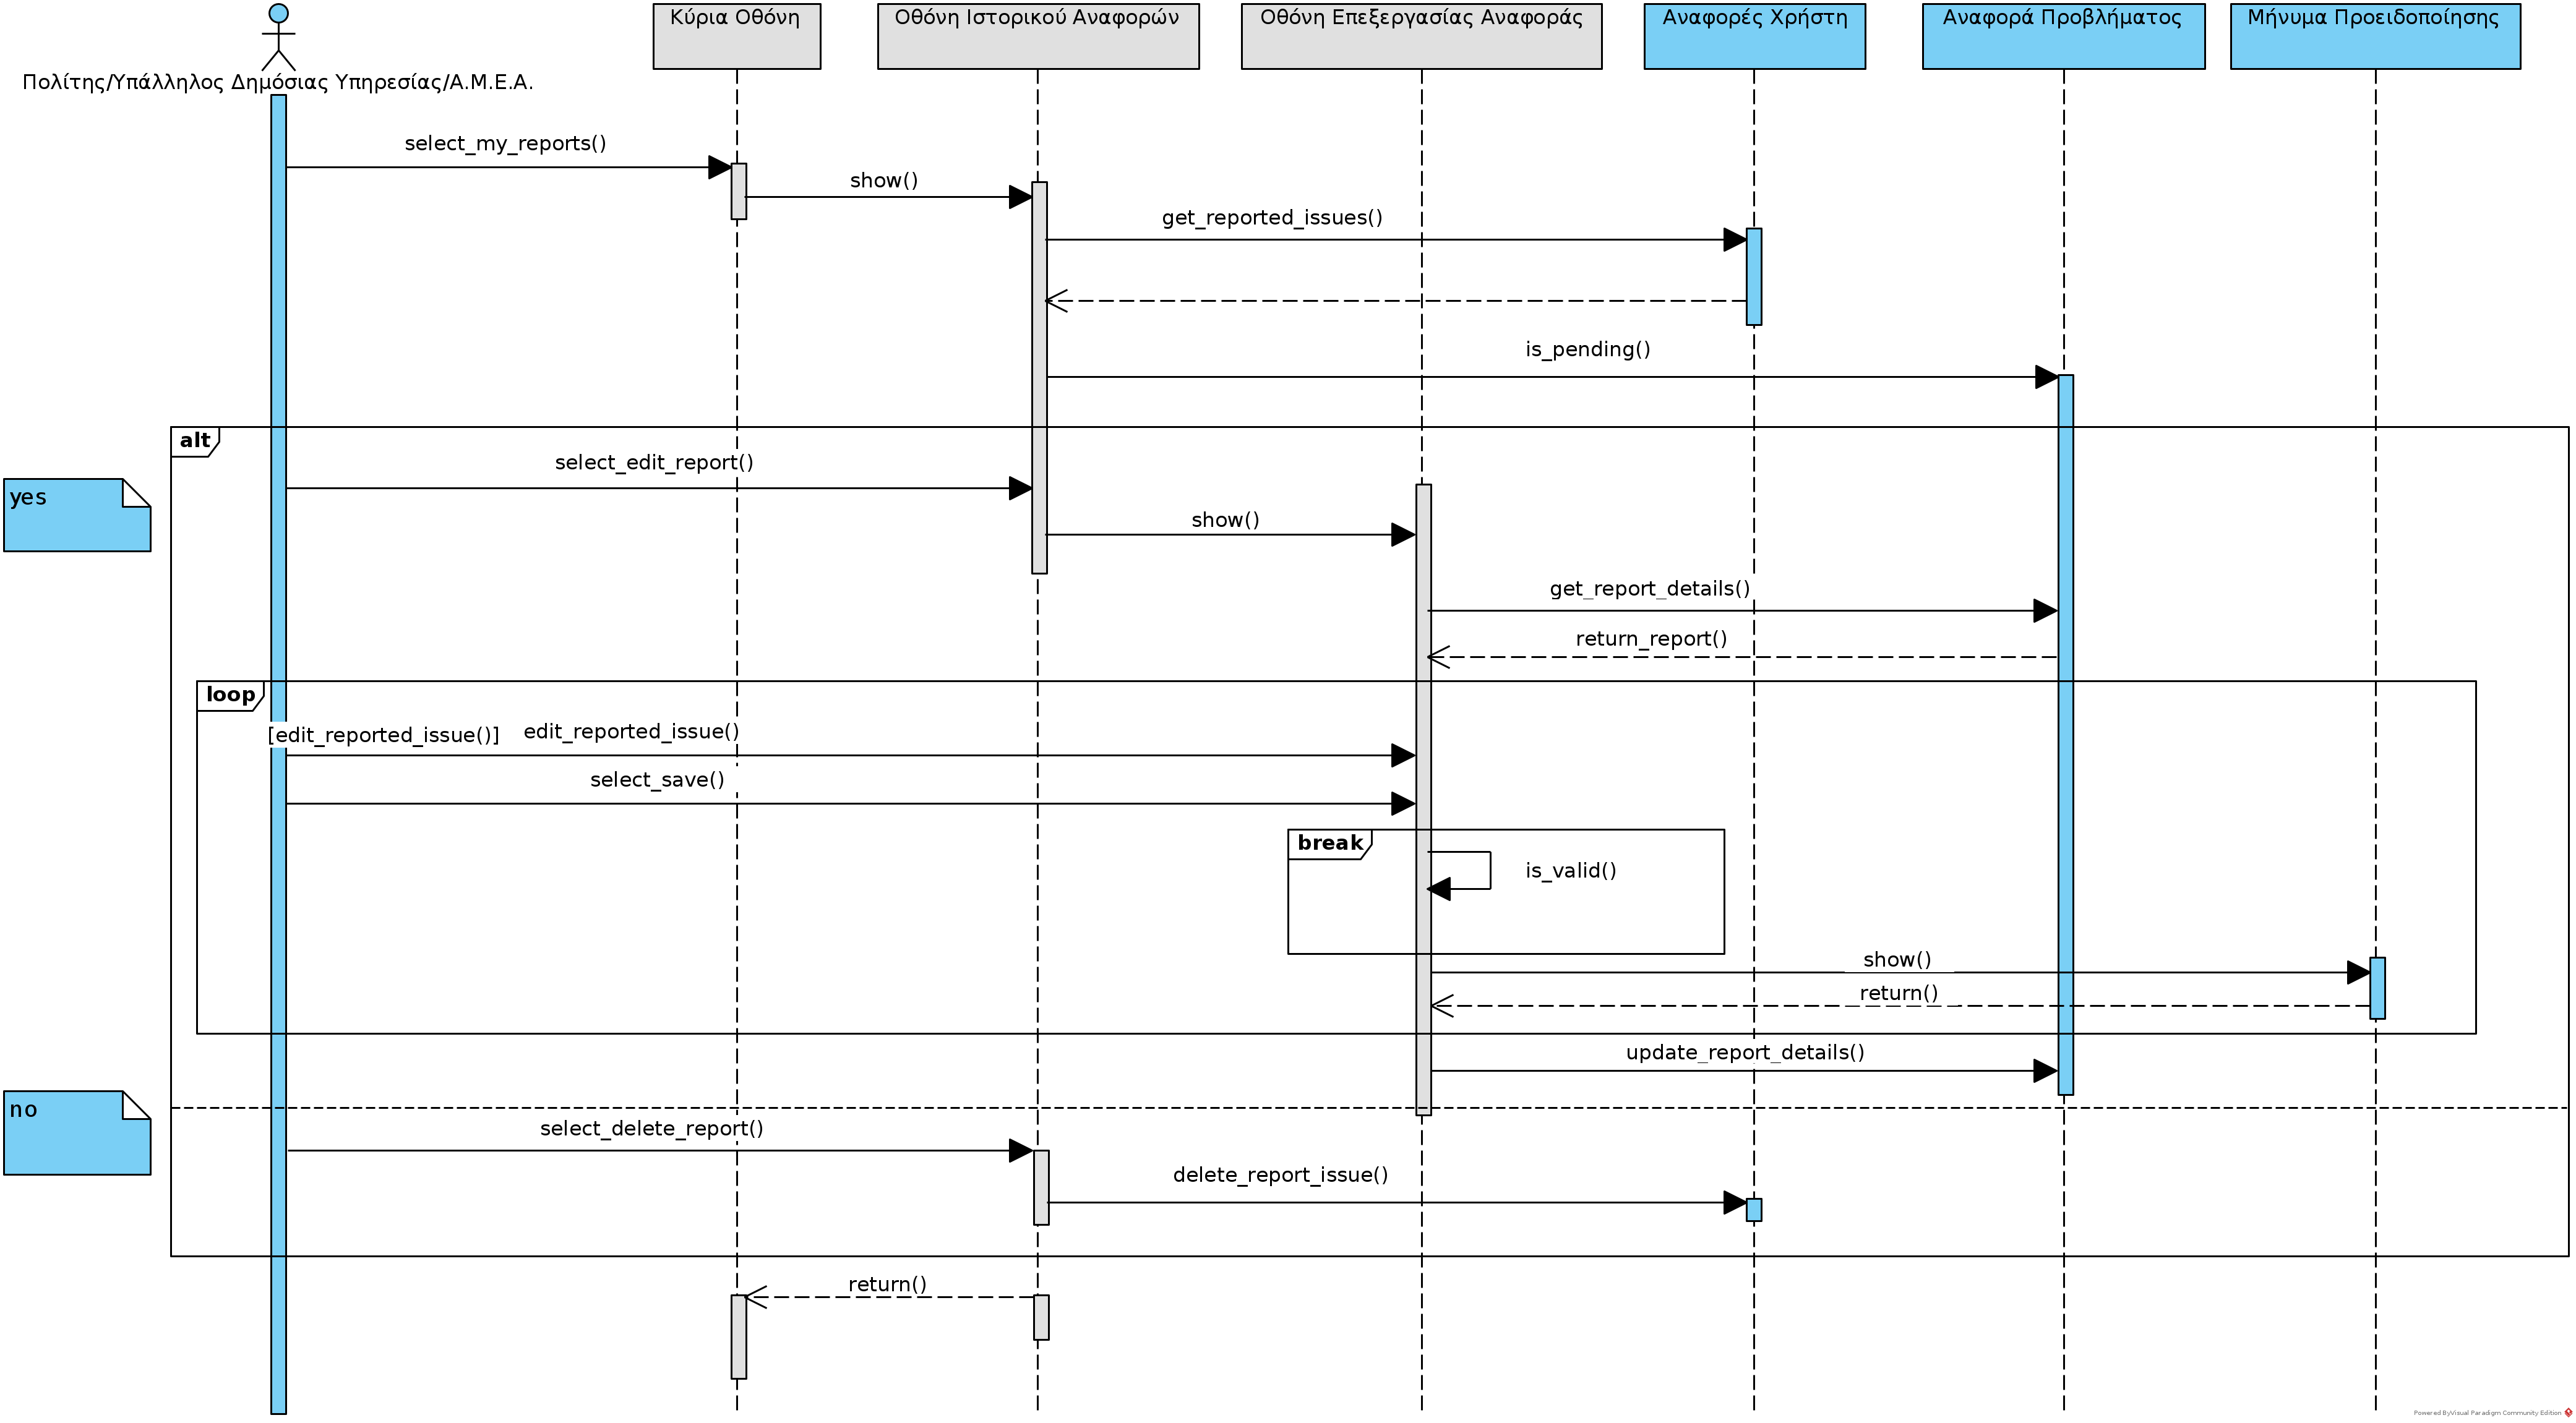 Κύρια Οθόνη
Οθόνη Ιστορικού Αναφορών
Οθόνη Επεξεργασίας Αναφοράς
Αναφορές Χρήστη
Αναφορά Προβλήματος
Μήνυμα Προειδοποίησης
Πολίτης/Υπάλληλος Δημόσιας Υπηρεσίας/Α.Μ.Ε.Α.
select_my_reports()
show()
get_reported_issues()
is_pending()
alt
select_edit_report()
yes
show()
get_report_details()
return_report()
loop
[edit_reported_issue()]
edit_reported_issue()
select_save()
break
is_valid()
show()
return()
update_report_details()
no
select_delete_report()
delete_report_issue()
return()
Powered By Visual Paradigm Community Edition